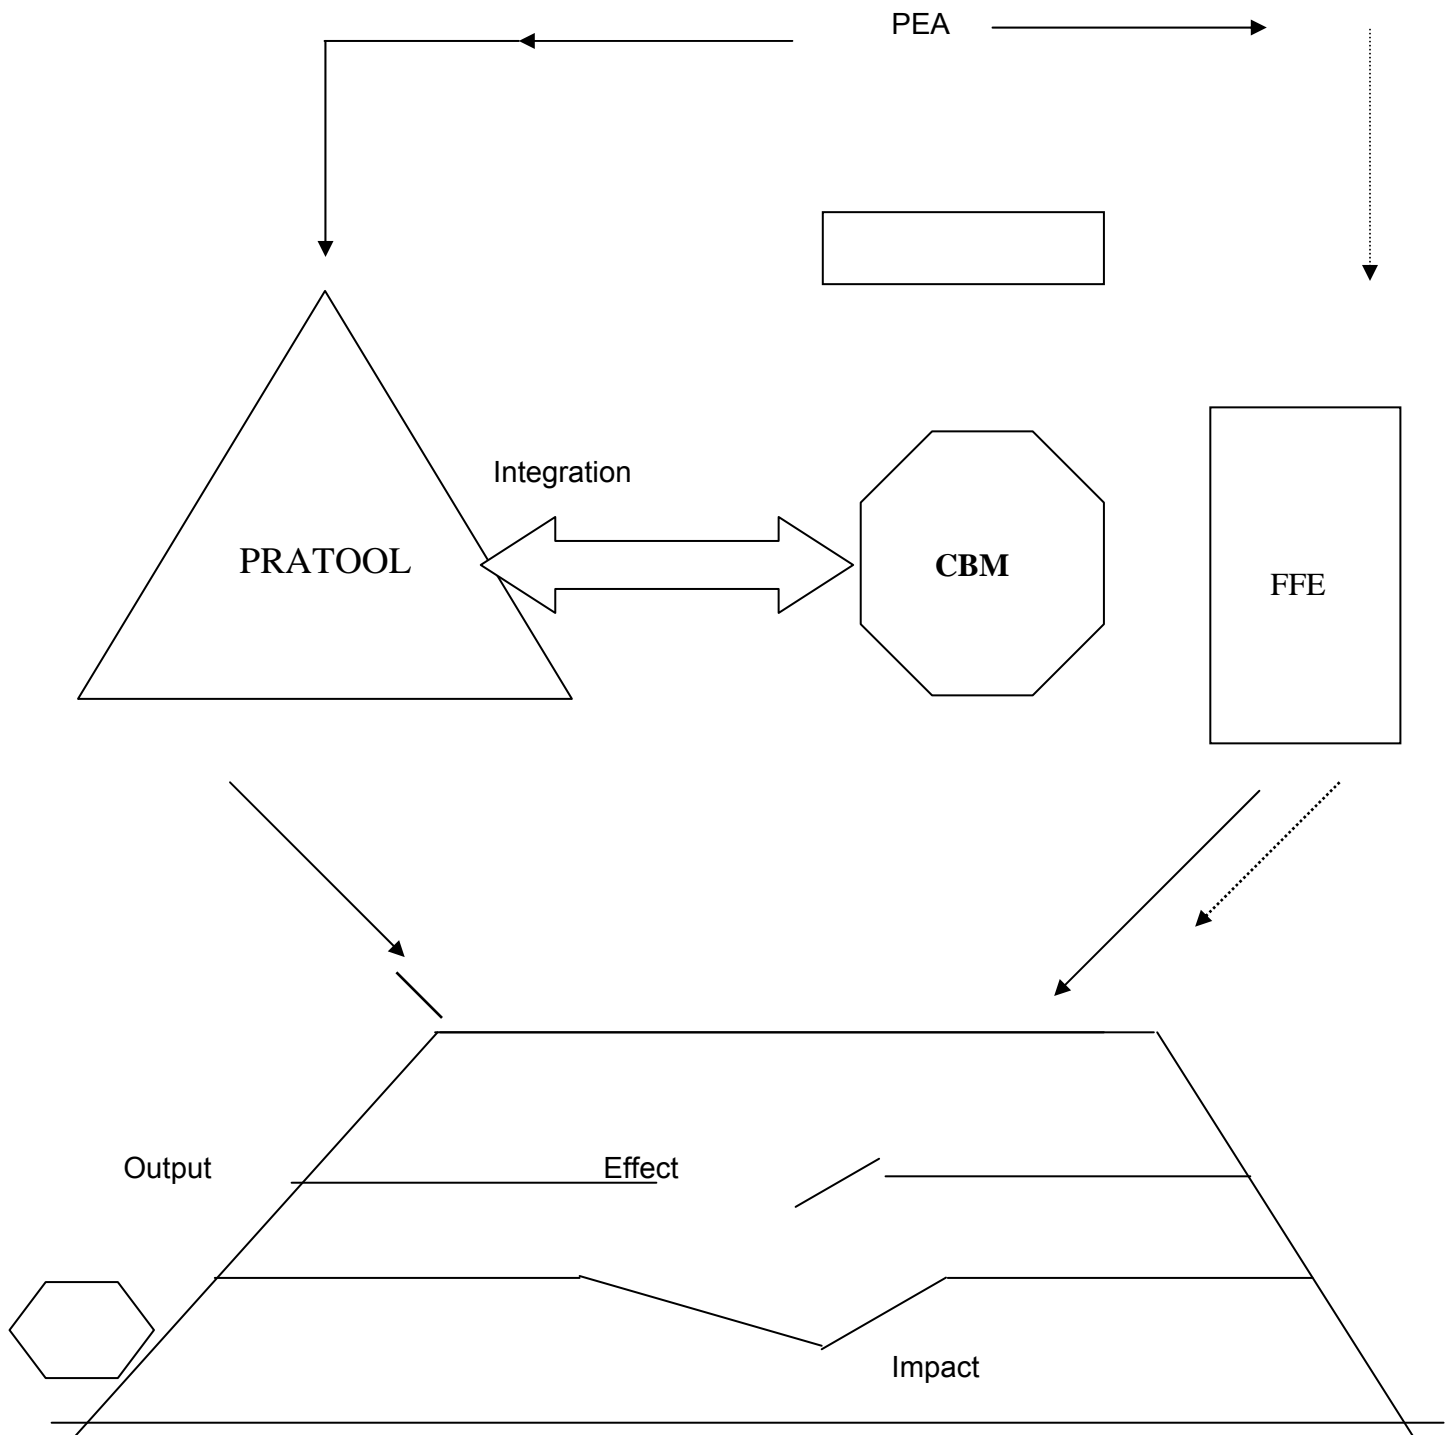 PEA
Integration
PRATOOL
CBM
FFE
Output
Effect
Impact